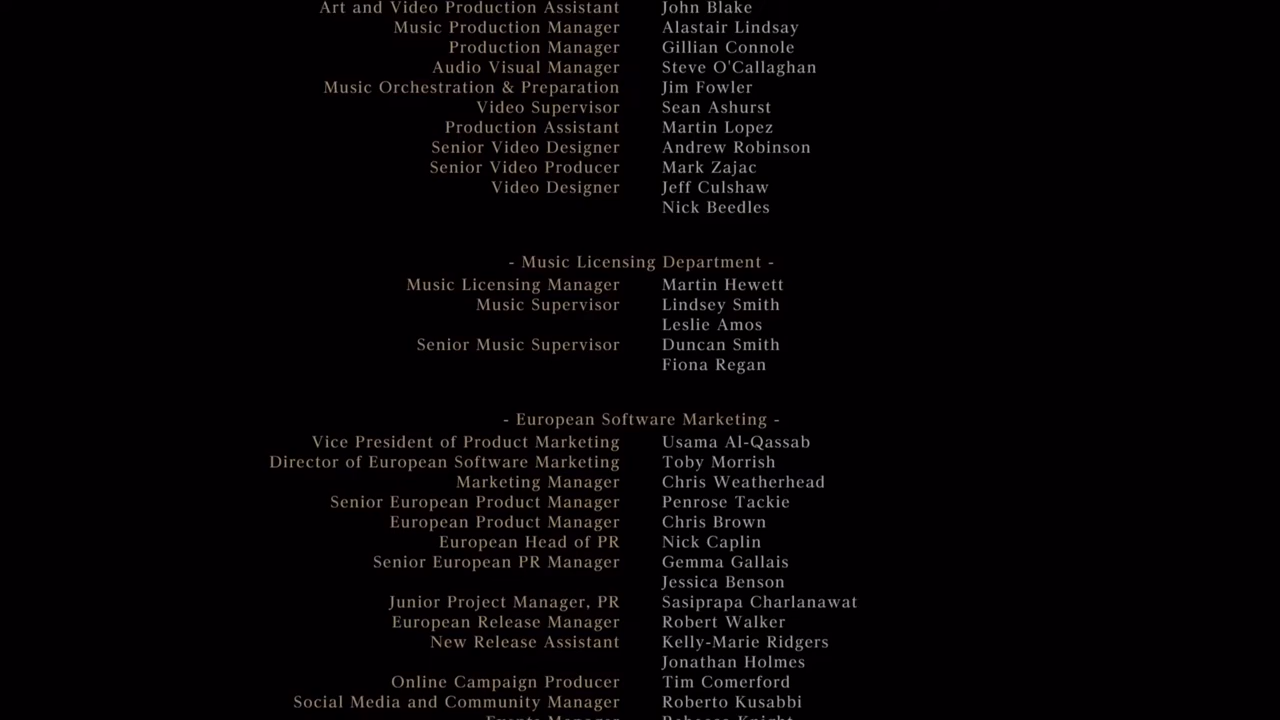 Art and Video Production Assistant John Blake
Music Production Manager Alastair Lindsay
Production Manager Gillian Connole
Audio Visual Manager Steve O'Callaghan
Music Orchestration & Preparation Jim Fowler
Video Supervisor Sean Ashurst
Production Assistant Martin Lopez
Senior Video Designer Andrew Robinson
Senior Video Producer Mark Zajac
Video Designer Jeff Culshaw
Nick Beedles
- Music Licensing Department -
Music Licensing Manager Martin Hewett
Music Supervisor Lindsey Smith
Leslie Amos
Senior Music Supervisor Duncan Smith
Fiona Regan
- European Software Marketing -
Vice President of Product Marketing Usama Al-Qassab
Director of European Software Marketing Toby Morrish
Marketing Manager Chris Weatherhead
Senior European Product Manager Penrose Tackie
European Product Manager Chris Brown
European Head of PR Nick Caplin
Senior European PR Manager Gemma Gallais
Jessica Benson
Junior Project Manager, PR Sasiprapa Charlanawat
European Release Manager Robert Walker
New Release Assistant Kelly-Marie Ridgers
Jonathan Holmes
Online Campaign Producer Tim Comerford
Social Media and Community Manager Roberto Kusabbi
Events Manager Rebecca Knight